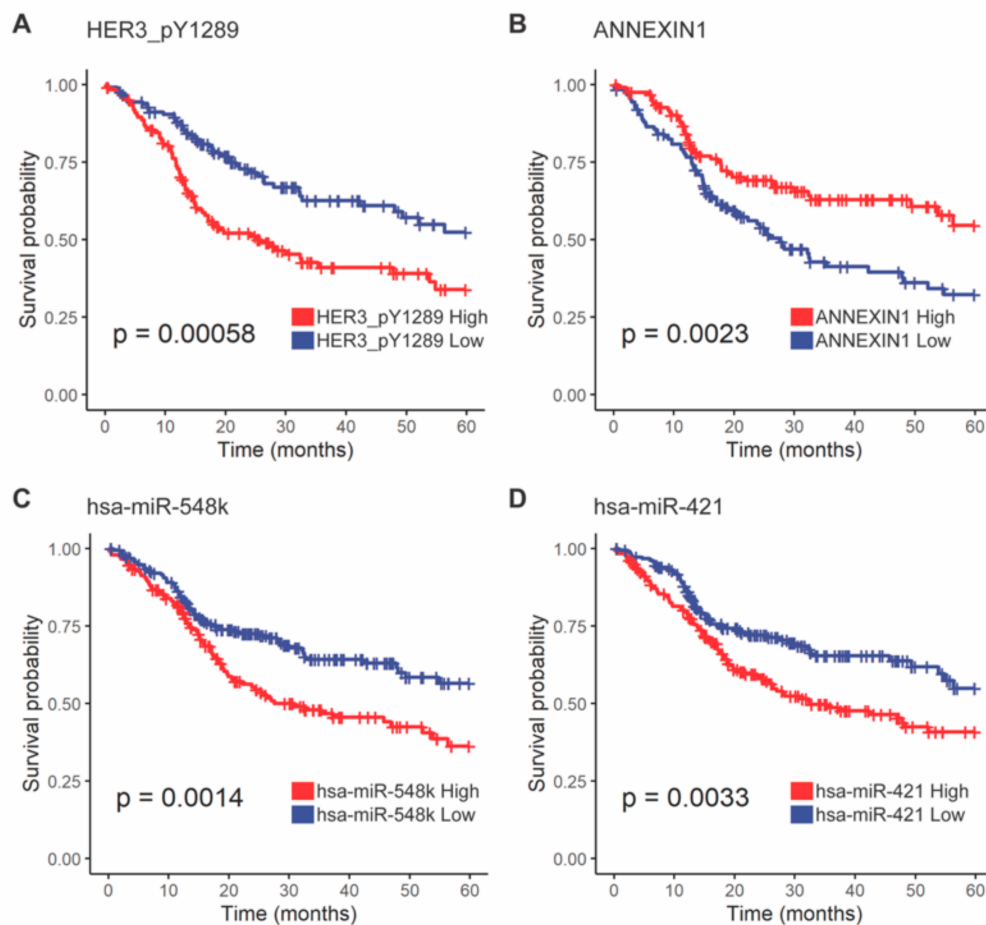 A HER3_pY1289
B ANNEXIN1
Survival probability
1.00
0.75
0.50
0.25
0.00
p = 0.00058
HER3_pY1289 High
HER3_pY1289 Low
0 10 20 30 40 50 60
Time (months)
Survival probability
1.00
0.75
0.50
0.25
0.00
p = 0.0023
ANNEXIN1 High
ANNEXIN1 Low
0 10 20 30 40 50 60
Time (months)
C hsa-miR-548k
D hsa-miR-421
Survival probability
1.00
0.75
0.50
0.25
0.00
p = 0.0014
hsa-miR-548k High
hsa-miR-548k Low
0 10 20 30 40 50 60
Time (months)
Survival probability
1.00
0.75
0.50
0.25
0.00
p = 0.0033
hsa-miR-421 High
hsa-miR-421 Low
0 10 20 30 40 50 60
Time (months)